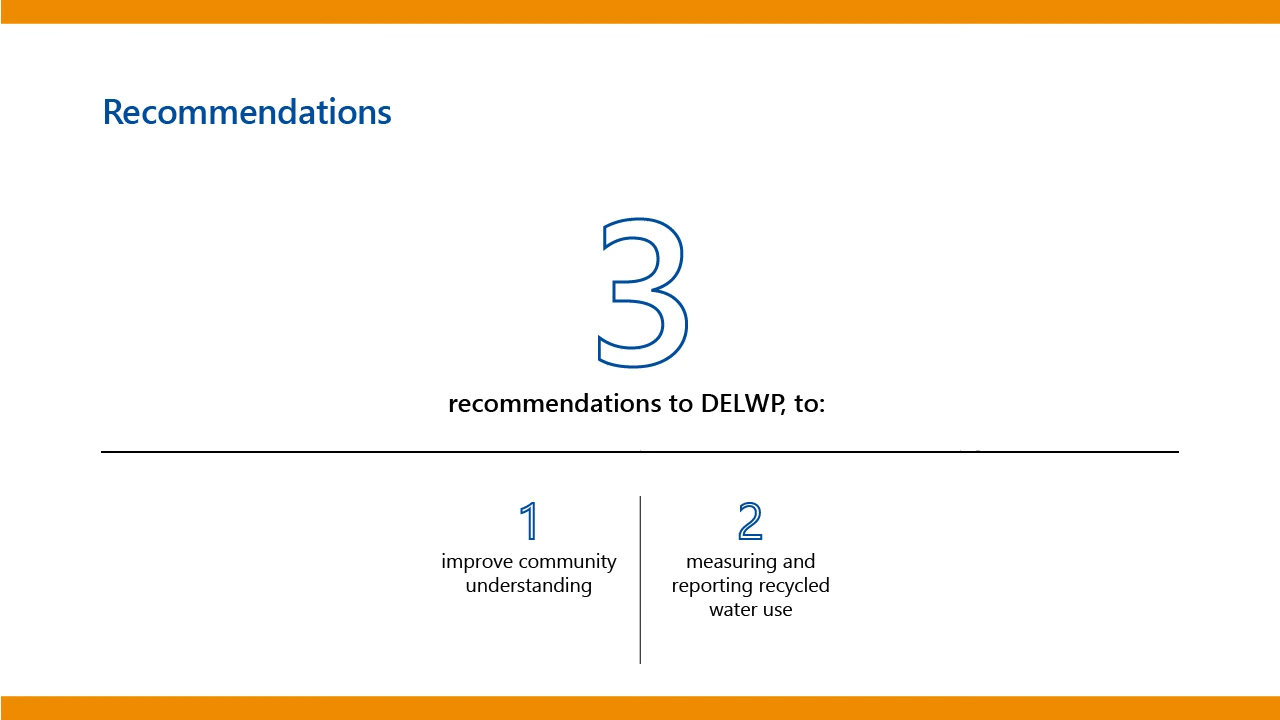 Recommendations
3
recommendations to DELWP, to:
1
improve community
understanding
2
measuring and
reporting recycled
water use